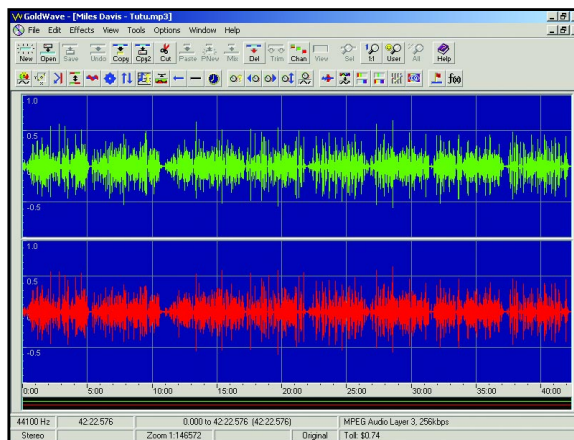 GoldWave - [Miles Davis - Tutu.mp3]
File Edit Effects View Tools Options Window Help
New Open Save Undo Copy Cpy2 Cut Paste PNew Mix Del Trim Chan View Sel 1:1 User All Help
f(x)
1.0
0.5
-0.5
1.0
0.5
-0.5
0:00 5:00 10:00 15:00 20:00 25:00 30:00 35:00 40:00
44100 Hz 42:22.576 0.000 to 42:22.576 (42:22.576) MPEG Audio Layer 3, 256kbps
Stereo Zoom 1:146572 Original Toll: $0.74